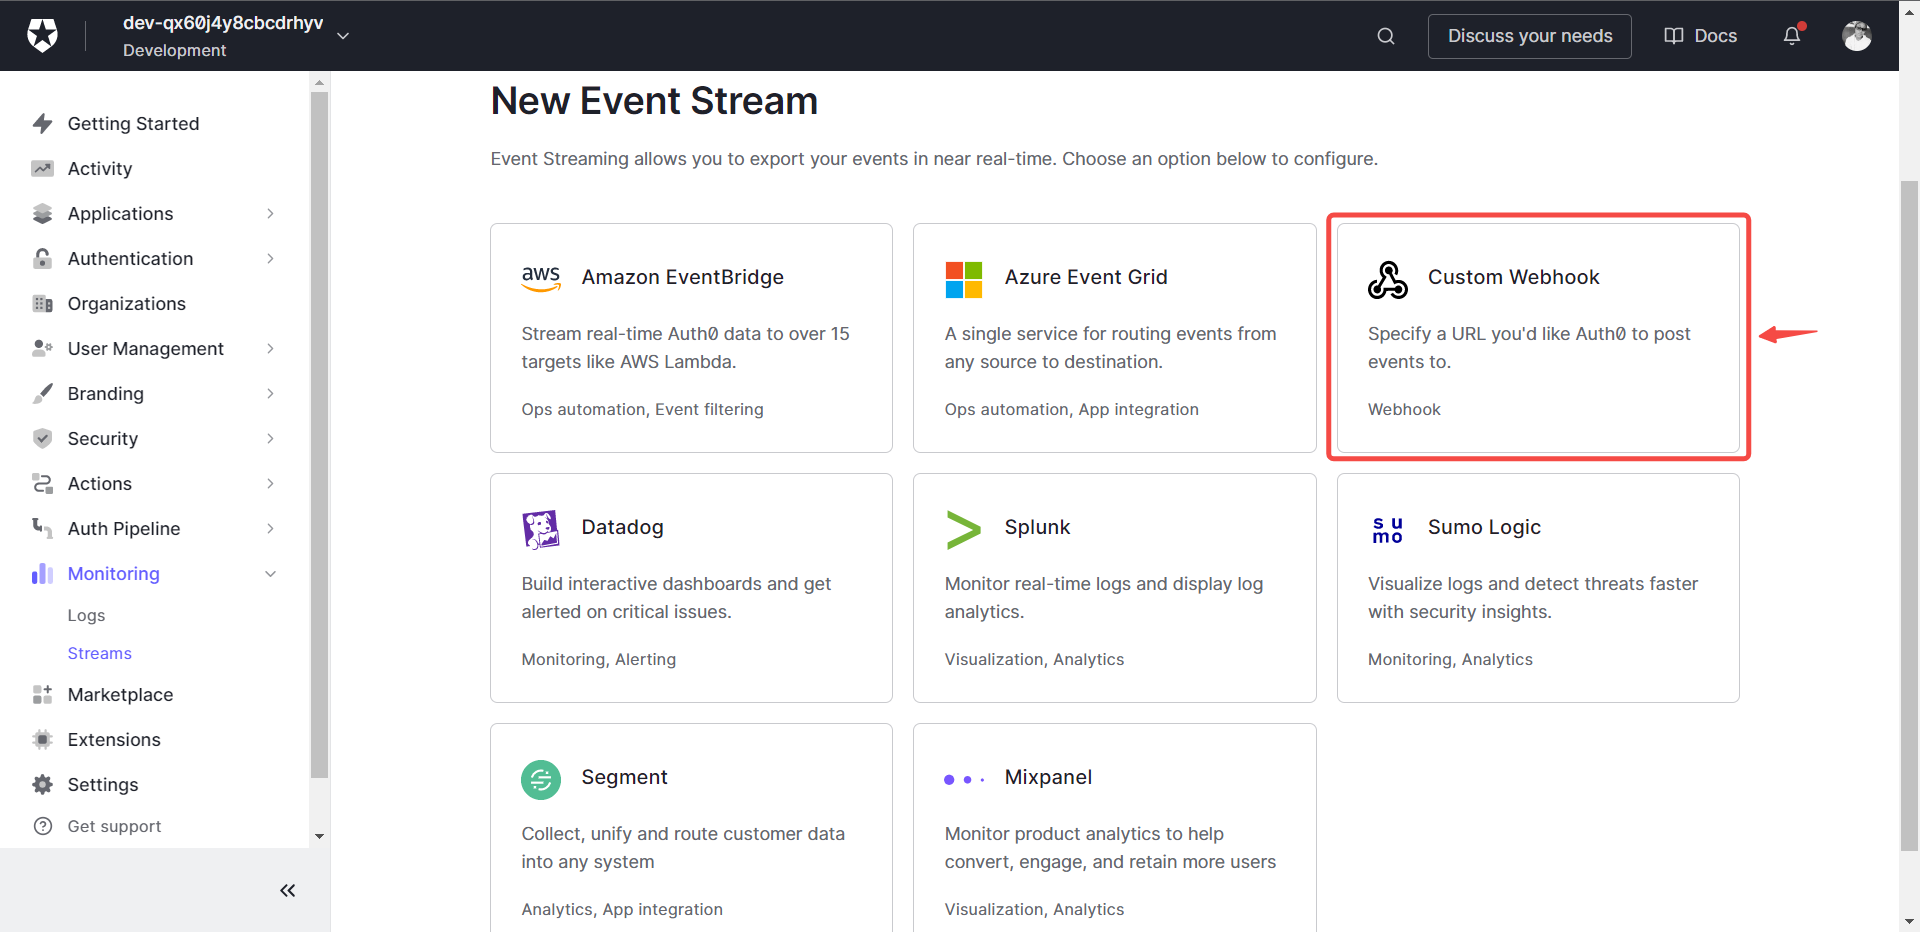 dev-qx60j4y8cbcdrhyv
Development
Discuss your needs
Docs
Getting Started
Activity
Applications
Authentication
Organizations
User Management
Branding
Security
Actions
Auth Pipeline
Monitoring
Logs
Streams
Marketplace
Extensions
Settings
Get support
New Event Stream
Event Streaming allows you to export your events in near real-time. Choose an option below to configure.
aws
Amazon EventBridge
Stream real-time Auth0 data to over 15
targets like AWS Lambda.
Ops automation, Event filtering
Azure Event Grid
A single service for routing events from
any source to destination.
Ops automation, App integration
Custom Webhook
Specify a URL you'd like Auth0 to post
events to.
Webhook
Datadog
Build interactive dashboards and get
alerted on critical issues.
Monitoring, Alerting
Splunk
Monitor real-time logs and display log
analytics.
Visualization, Analytics
su
mo
Sumo Logic
Visualize logs and detect threats faster
with security insights.
Monitoring, Analytics
Segment
Collect, unify and route customer data
into any system
Analytics, App integration
Mixpanel
Monitor product analytics to help
convert, engage, and retain more users
Visualization, Analytics